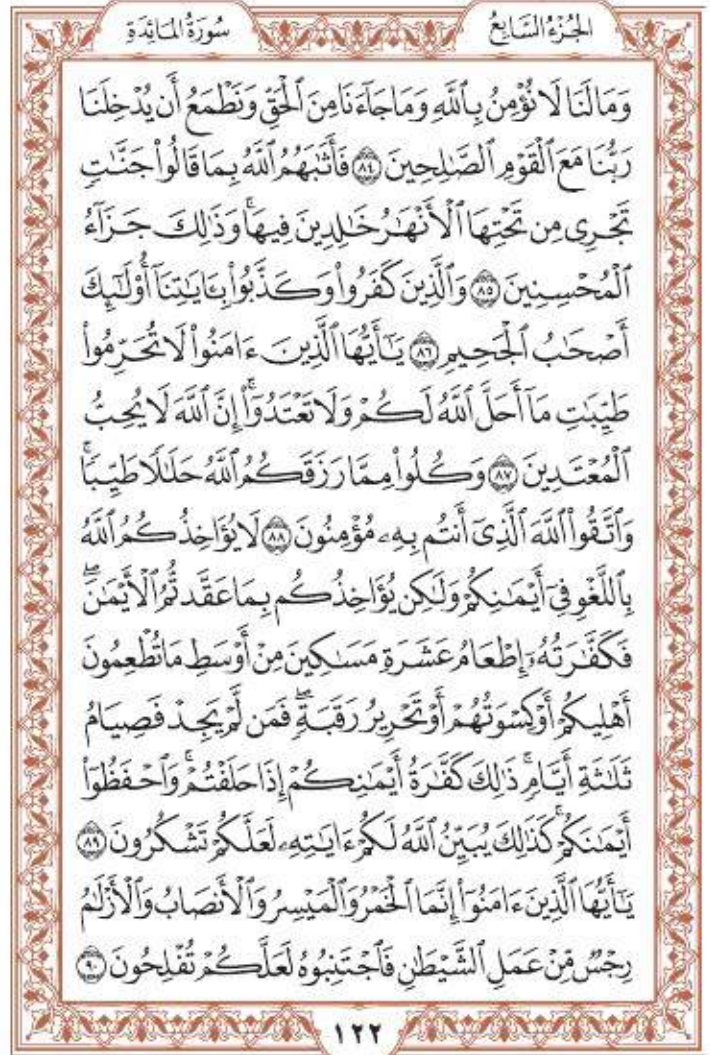 الجُزْءُ السَّابِعُ
سُورَةُ المَائِدَةِ
وَمَا لَنَا لَا نُؤْمِنُ بِٱللَّهِ وَمَا جَآءَنَا مِنَ ٱلْحَقِّ وَنَطْمَعُ أَن يُدْخِلَنَا
رَبُّنَا مَعَ ٱلْقَوْمِ ٱلصَّٰلِحِينَ ٨٤ فَأَثَٰبَهُمُ ٱللَّهُ بِمَا قَالُوا۟ جَنَّٰتٍ
تَجْرِى مِن تَحْتِهَا ٱلْأَنْهَٰرُ خَٰلِدِينَ فِيهَا ۚ وَذَٰلِكَ جَزَآءُ
ٱلْمُحْسِنِينَ ٨٥ وَٱلَّذِينَ كَفَرُوا۟ وَكَذَّبُوا۟ بِـَٔايَٰتِنَآ أُو۟لَٰٓئِكَ
أَصْحَٰبُ ٱلْجَحِيمِ ٨٦ يَٰٓأَيُّهَا ٱلَّذِينَ ءَامَنُوا۟ لَا تُحَرِّمُوا۟
طَيِّبَٰتِ مَآ أَحَلَّ ٱللَّهُ لَكُمْ وَلَا تَعْتَدُوٓا۟ ۚ إِنَّ ٱللَّهَ لَا يُحِبُّ
ٱلْمُعْتَدِينَ ٨٧ وَكُلُوا۟ مِمَّا رَزَقَكُمُ ٱللَّهُ حَلَٰلًا طَيِّبًا ۚ
وَٱتَّقُوا۟ ٱللَّهَ ٱلَّذِىٓ أَنتُم بِهِۦ مُؤْمِنُونَ ٨٨ لَا يُؤَاخِذُكُمُ ٱللَّهُ
بِٱللَّغْوِ فِىٓ أَيْمَٰنِكُمْ وَلَٰكِن يُؤَاخِذُكُم بِمَا عَقَّدتُّمُ ٱلْأَيْمَٰنَ ۖ
فَكَفَّٰرَتُهُۥٓ إِطْعَامُ عَشَرَةِ مَسَٰكِينَ مِنْ أَوْسَطِ مَا تُطْعِمُونَ
أَهْلِيكُمْ أَوْ كِسْوَتُهُمْ أَوْ تَحْرِيرُ رَقَبَةٍ ۖ فَمَن لَّمْ يَجِدْ فَصِيَامُ
ثَلَٰثَةِ أَيَّامٍ ۚ ذَٰلِكَ كَفَّٰرَةُ أَيْمَٰنِكُمْ إِذَا حَلَفْتُمْ ۚ وَٱحْفَظُوٓا۟
أَيْمَٰنَكُمْ ۚ كَذَٰلِكَ يُبَيِّنُ ٱللَّهُ لَكُمْ ءَايَٰتِهِۦ لَعَلَّكُمْ تَشْكُرُونَ ٨٩
يَٰٓأَيُّهَا ٱلَّذِينَ ءَامَنُوٓا۟ إِنَّمَا ٱلْخَمْرُ وَٱلْمَيْسِرُ وَٱلْأَنصَابُ وَٱلْأَزْلَٰمُ
رِجْسٌ مِّنْ عَمَلِ ٱلشَّيْطَٰنِ فَٱجْتَنِبُوهُ لَعَلَّكُمْ تُفْلِحُونَ ٩٠
١٢٢